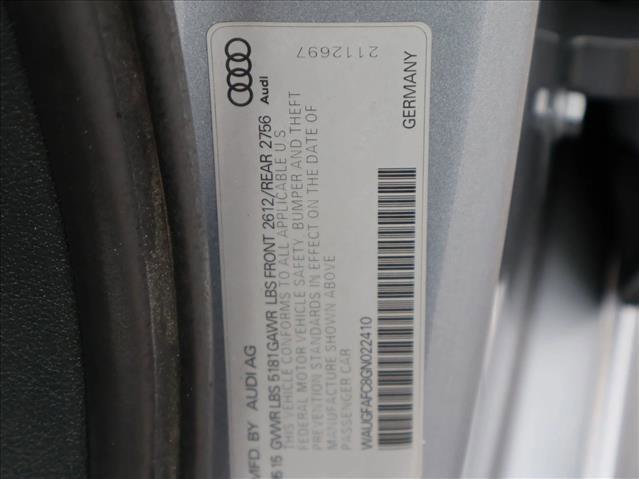 2112697
Audi
GERMANY
MFD BY AUDI AG
GVWR LBS 5181 GAWR LBS FRONT 2612/REAR 2756
THIS VEHICLE CONFORMS TO ALL APPLICABLE U S
FEDERAL MOTOR VEHICLE SAFETY, BUMPER AND THEFT
PREVENTION STANDARDS IN EFFECT ON THE DATE OF
MANUFACTURE SHOWN ABOVE
PASSENGER CAR
WAUGFAFC8GN022410